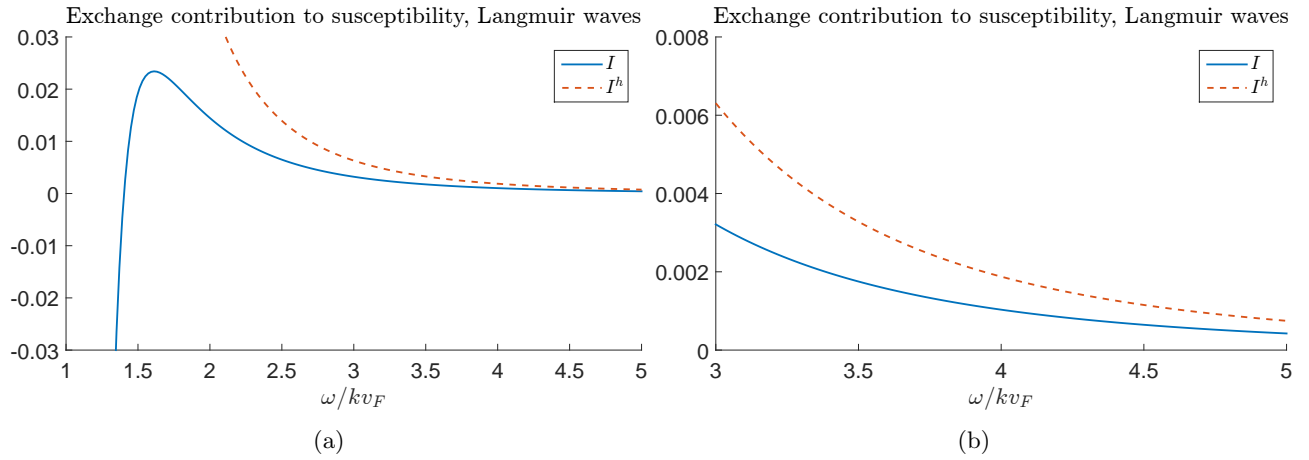 Exchange contribution to susceptibility, Langmuir waves
0.03
0.02
0.01
0
-0.01
-0.02
-0.03
1 1.5 2 2.5 3 3.5 4 4.5 5
ω/kv_F
I
I^h
(a)
Exchange contribution to susceptibility, Langmuir waves
0.008
0.006
0.004
0.002
0
3 3.5 4 4.5 5
ω/kv_F
I
I^h
(b)